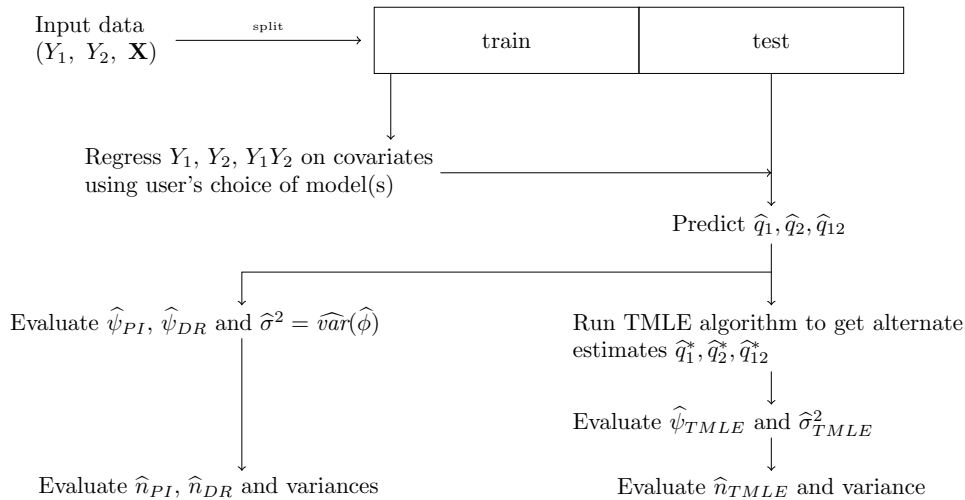 Input data
(Y₁, Y₂, X)
split
train
test
Regress Y₁, Y₂, Y₁Y₂ on covariates
using user's choice of model(s)
Predict q̂₁, q̂₂, q̂₁₂
Evaluate ψ̂_PI, ψ̂_DR and σ̂² = v͡ar(φ̂)
Run TMLE algorithm to get alternate
estimates q̂₁*, q̂₂*, q̂₁₂*
Evaluate ψ̂_TMLE and σ̂²_TMLE
Evaluate n̂_PI, n̂_DR and variances
Evaluate n̂_TMLE and variance